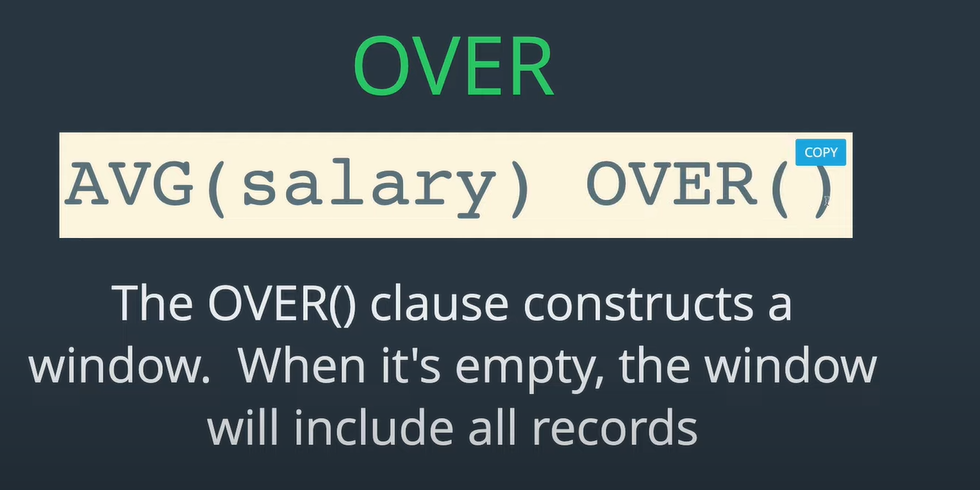 OVER
AVG(salary) OVER()
COPY
The OVER() clause constructs a
window. When it's empty, the window
will include all records